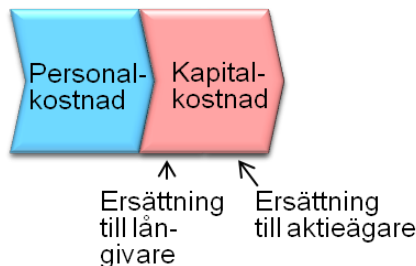 Personal-
kostnad
Kapital-
kostnad
Ersättning
till lån-
givare
Ersättning
till aktieägare